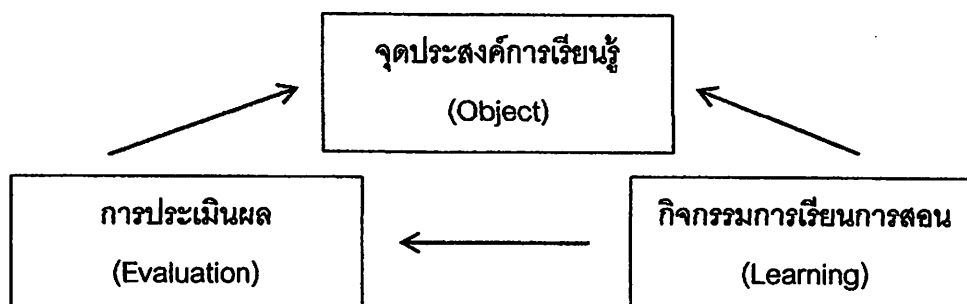 จุดประสงค์การเรียนรู้
(Object)
การประเมินผล
(Evaluation)
กิจกรรมการเรียนการสอน
(Learning)